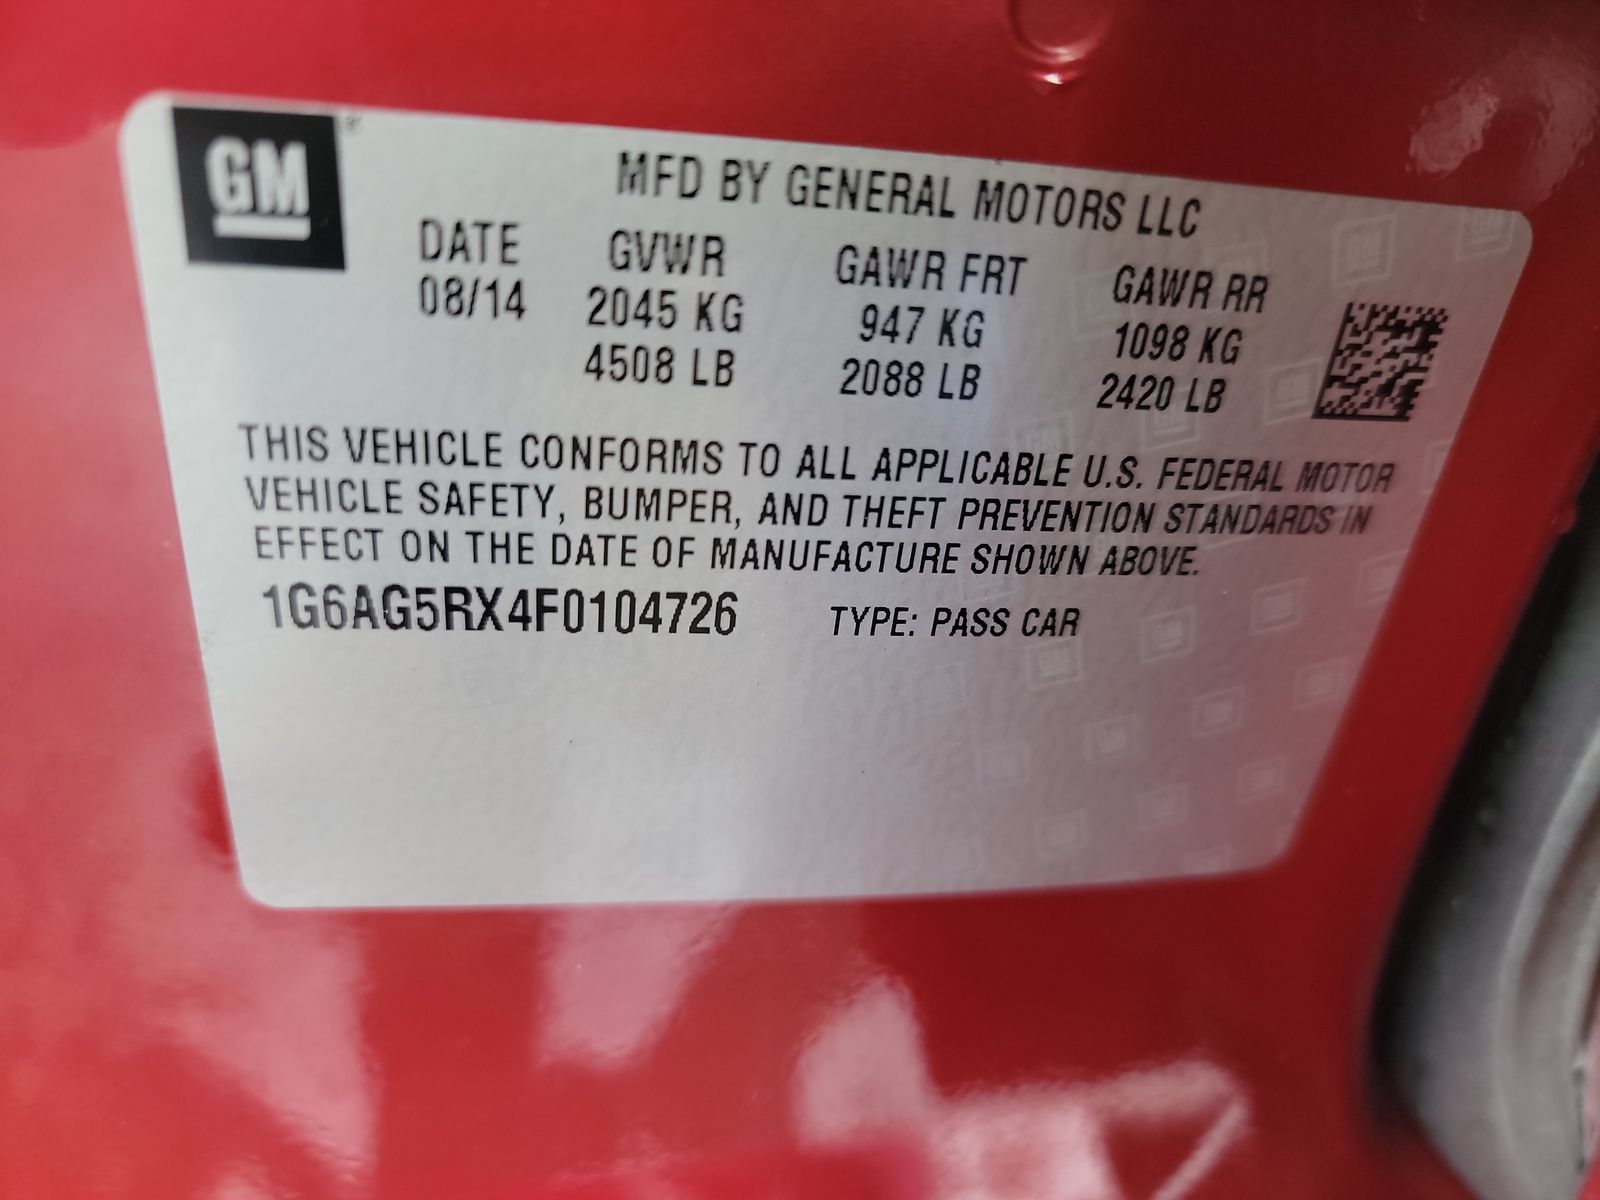 GM
MFD BY GENERAL MOTORS LLC
DATE GVWR GAWR FRT GAWR RR
08/14 2045 KG 947 KG 1098 KG
4508 LB 2088 LB 2420 LB
THIS VEHICLE CONFORMS TO ALL APPLICABLE U.S. FEDERAL MOTOR
VEHICLE SAFETY, BUMPER, AND THEFT PREVENTION STANDARDS IN
EFFECT ON THE DATE OF MANUFACTURE SHOWN ABOVE.
1G6AG5RX4F0104726 TYPE: PASS CAR